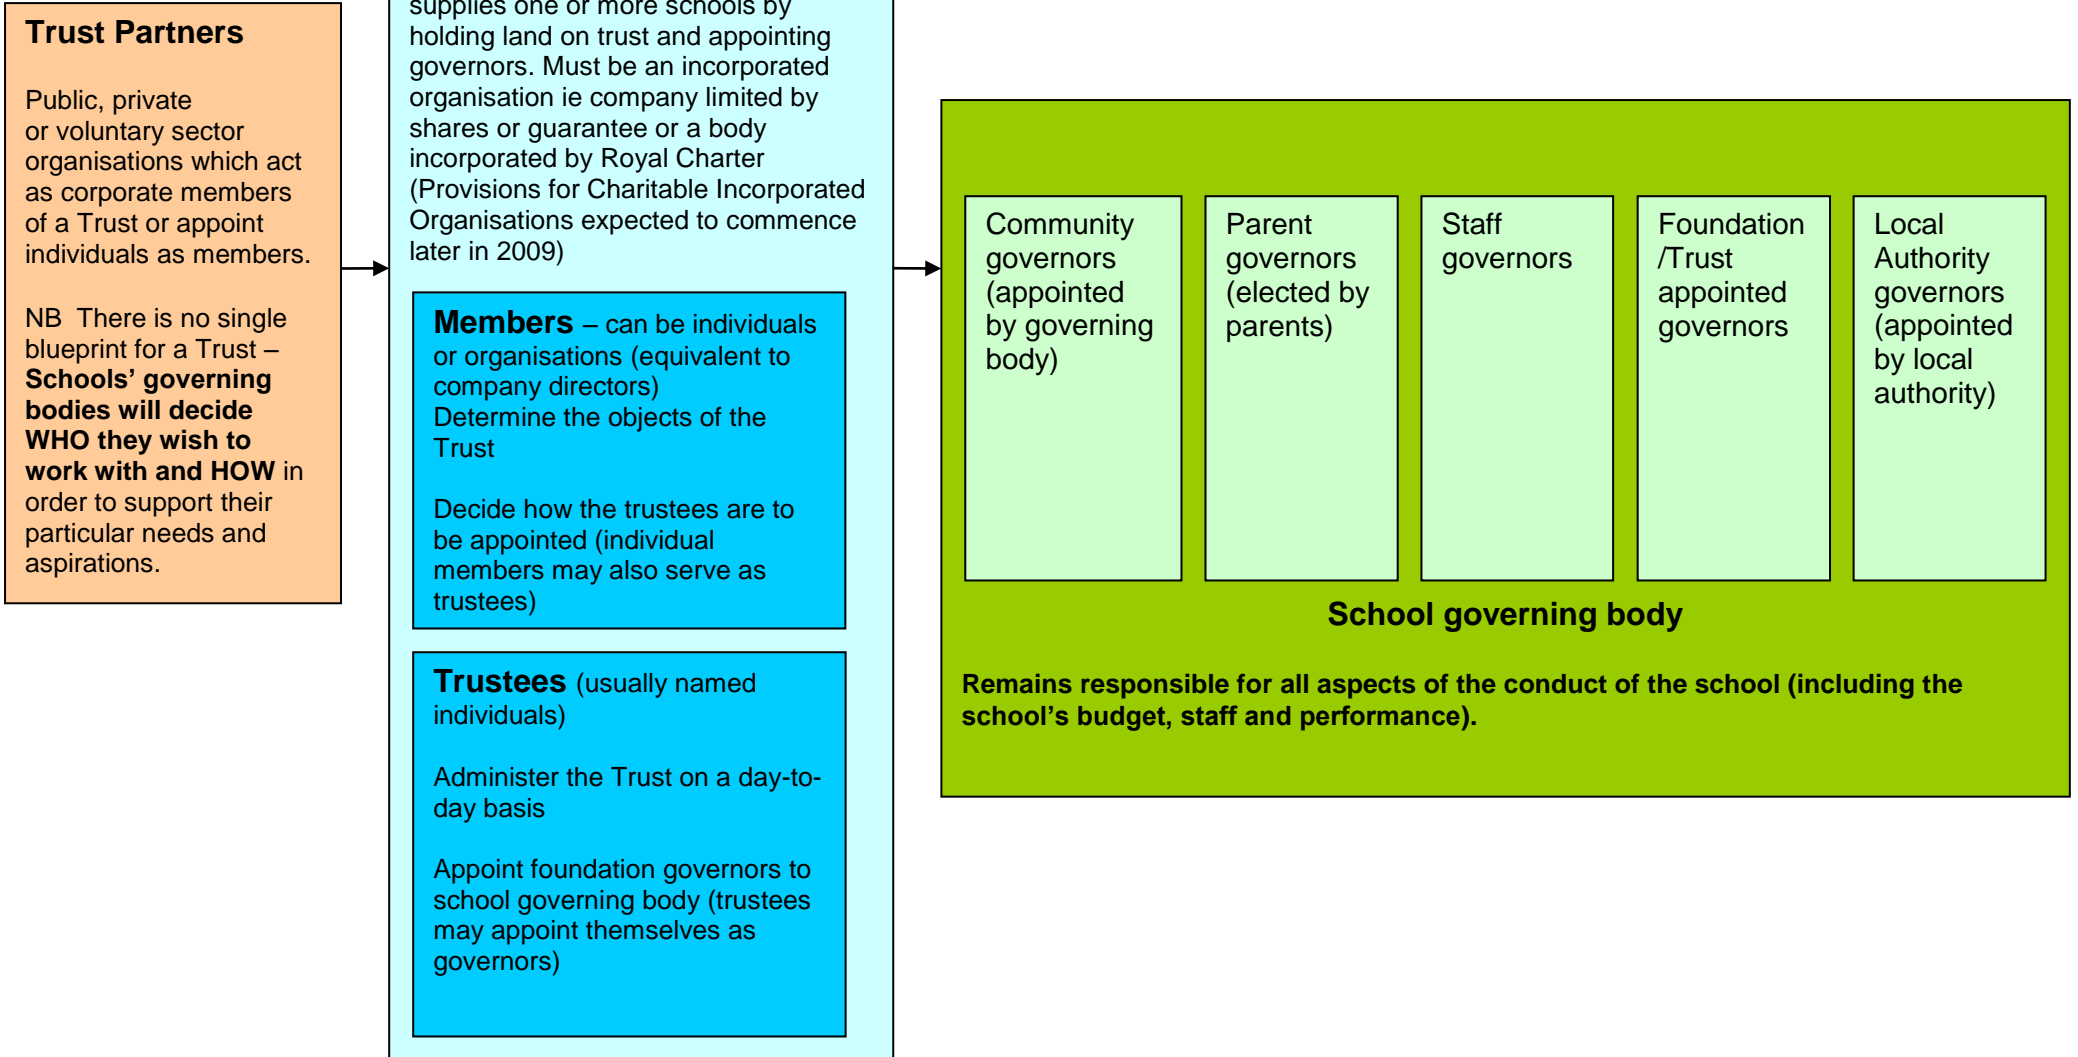 Trust Partners
Public, private
or voluntary sector
organisations which act
as corporate members
of a Trust or appoint
individuals as members.
NB  There is no single
blueprint for a Trust –
Schools’ governing
bodies will decide
WHO they wish to
work with and HOW in
order to support their
particular needs and
aspirations.
supplies one or more schools by
holding land on trust and appointing
governors. Must be an incorporated
organisation ie company limited by
shares or guarantee or a body
incorporated by Royal Charter
(Provisions for Charitable Incorporated
Organisations expected to commence
later in 2009)
Members – can be individuals
or organisations (equivalent to
company directors)
Determine the objects of the
Trust
Decide how the trustees are to
be appointed (individual
members may also serve as
trustees)
Trustees (usually named
individuals)
Administer the Trust on a day-to-
day basis
Appoint foundation governors to
school governing body (trustees
may appoint themselves as
governors)
Community
governors
(appointed
by governing
body)
Parent
governors
(elected by
parents)
Staff
governors
Foundation
/Trust
appointed
governors
Local
Authority
governors
(appointed
by local
authority)
School governing body
Remains responsible for all aspects of the conduct of the school (including the
school’s budget, staff and performance).